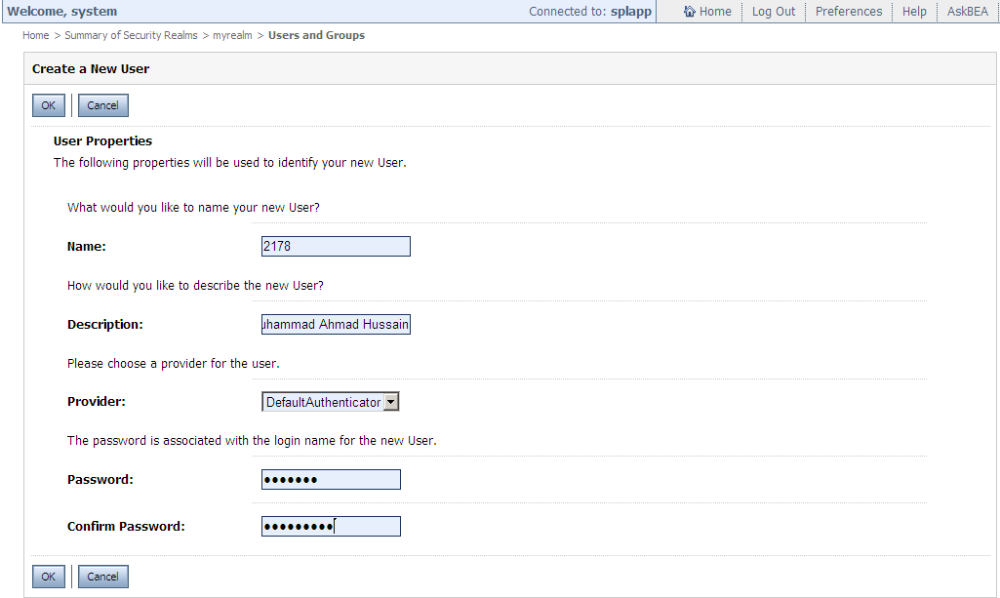 Welcome, system Connected to: splapp Home Log Out Preferences Help AskBEA
Home > Summary of Security Realms > myrealm > Users and Groups
Create a New User
OK Cancel
User Properties
The following properties will be used to identify your new User.
What would you like to name your new User?
Name: 2178
How would you like to describe the new User?
Description: uhammad Ahmad Hussain
Please choose a provider for the user.
Provider: DefaultAuthenticator
The password is associated with the login name for the new User.
Password: •••••••
Confirm Password: •••••••••
OK Cancel